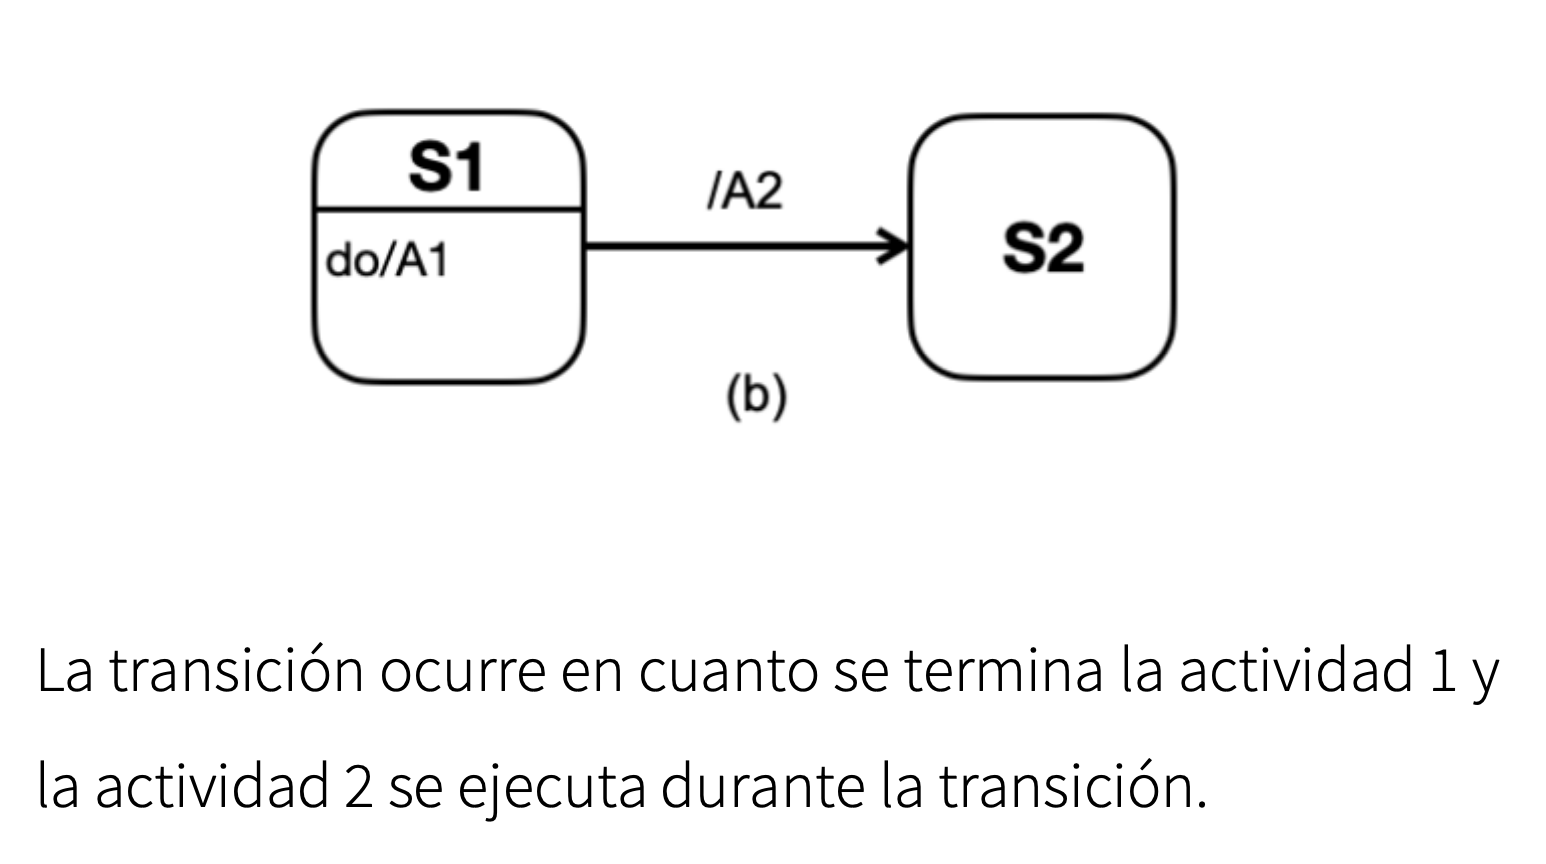 S1
do/A1
/A2
S2
(b)
La transición ocurre en cuanto se termina la actividad 1 y
la actividad 2 se ejecuta durante la transición.